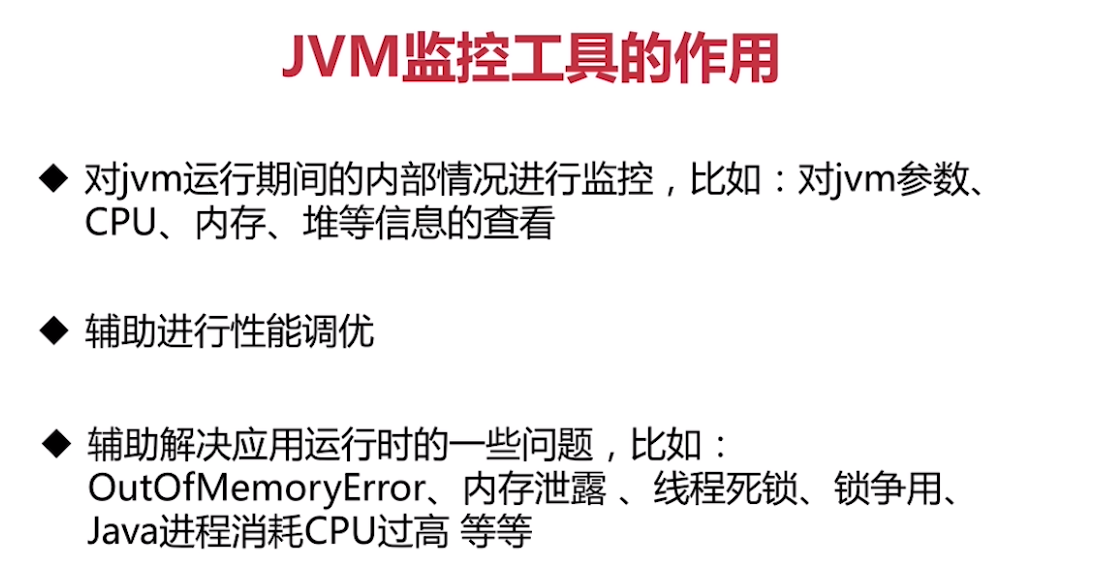 JVM监控工具的作用
◆ 对jvm运行期间的内部情况进行监控，比如：对jvm参数、
CPU、内存、堆等信息的查看
◆ 辅助进行性能调优
◆ 辅助解决应用运行时的一些问题，比如：
OutOfMemoryError、内存泄露 、线程死锁、锁争用、
Java进程消耗CPU过高 等等